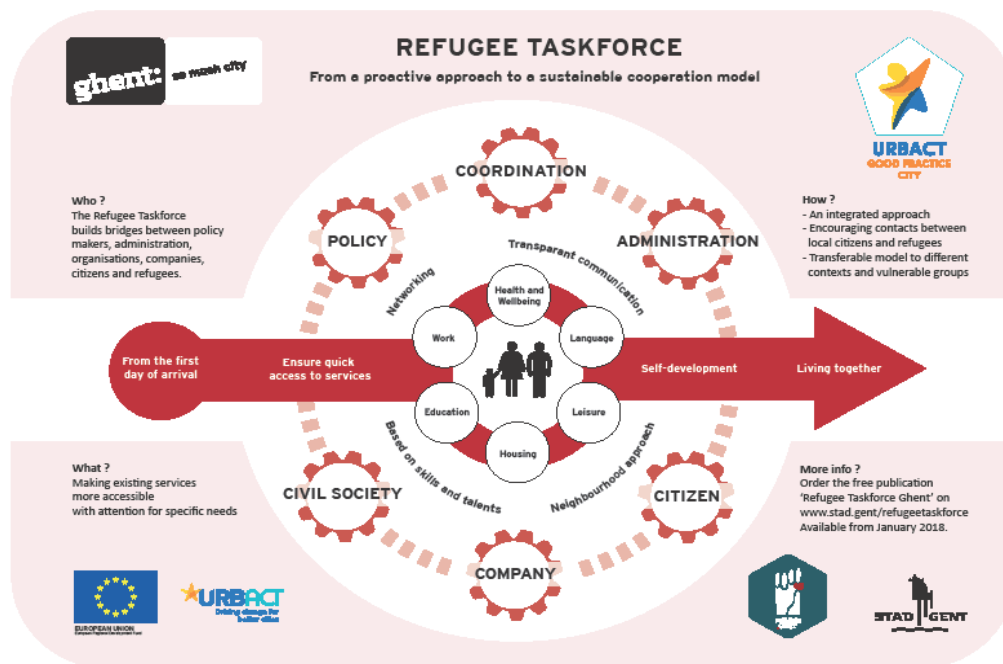 REFUGEE TASKFORCE
From a proactive approach to a sustainable cooperation model
ghent:
so much city
URBACT
GOOD PRACTICE
CITY
Who ?
The Refugee Taskforce
builds bridges between policy
makers, administration,
organisations, companies,
citizens and refugees.
How ?
- An integrated approach
- Encouraging contacts between
local citizens and refugees
- Transferable model to different
contexts and vulnerable groups
COORDINATION
POLICY
ADMINISTRATION
Networking
Transparant communication
Health and
Wellbeing
Work
Language
From the first
day of arrival
Ensure quick
access to services
Self-development
Living together
Education
Leisure
Housing
Based on skills and talents
Neighbourhood approach
CIVIL SOCIETY
CITIZEN
COMPANY
What ?
Making existing services
more accessible
with attention for specific needs
More info ?
Order the free publication
‘Refugee Taskforce Ghent’ on
www.stad.gent/refugeetaskforce
Available from January 2018.
EUROPEAN UNION
European Regional Development Fund
URBACT
Driving change for
better cities
STAD GENT